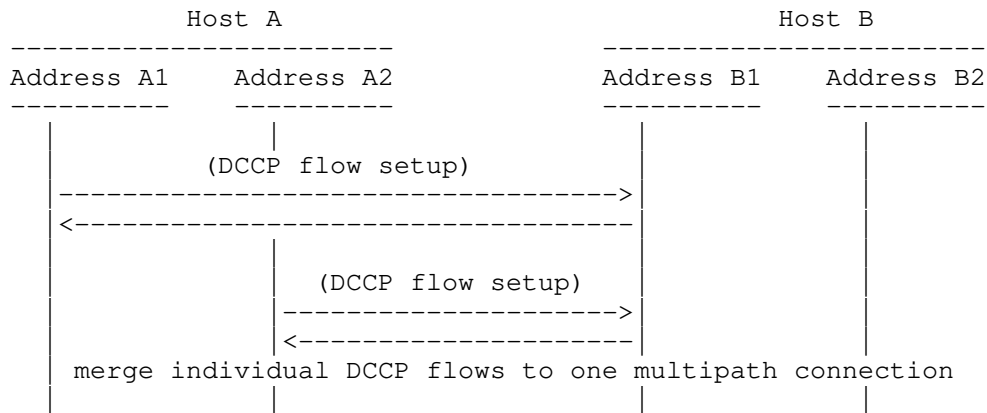 Host A Host B
Address A1 Address A2 Address B1 Address B2
(DCCP flow setup)
(DCCP flow setup)
merge individual DCCP flows to one multipath connection